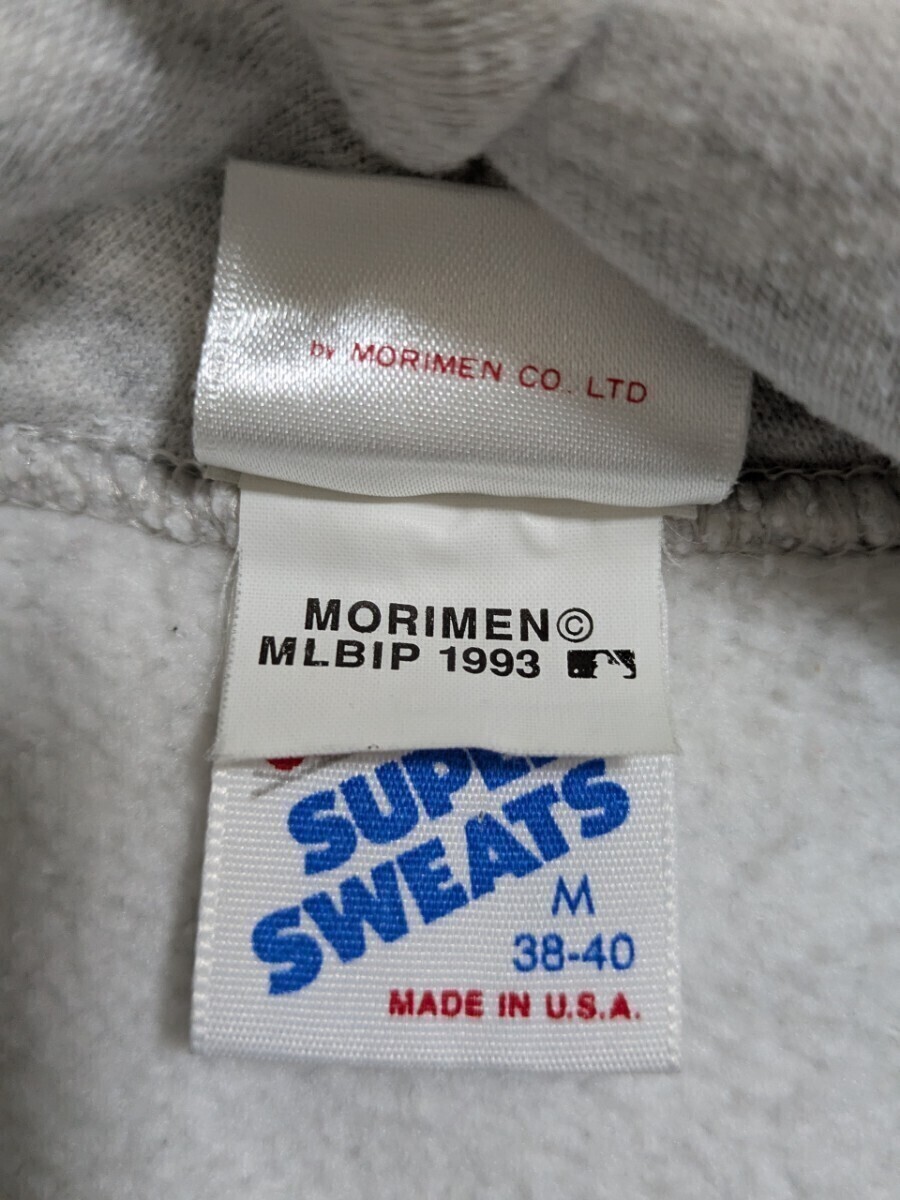 by MORIMEN CO., LTD
MORIMEN©
MLBIP 1993
SWEATS
M
38-40
MADE IN U.S.A.